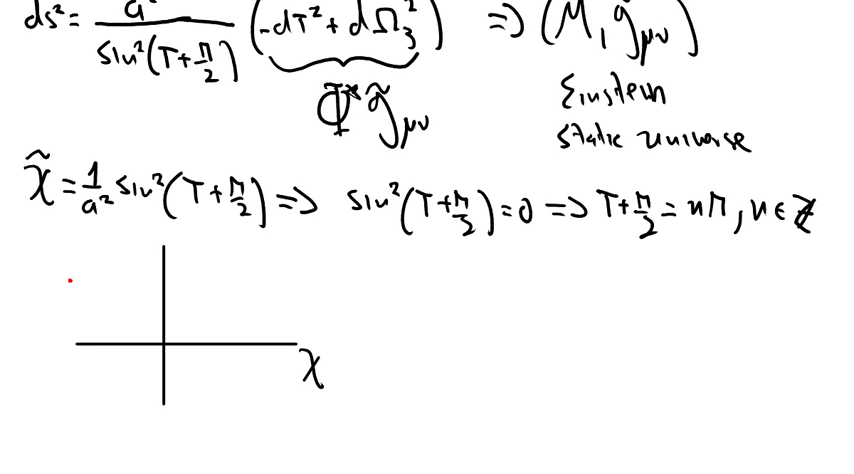 ds² = a²/sin²(T+π/2) (-dT² + dΩ₃²) ⇒ (M, g_μν)
Φ* g̃_μν Einstein
static universe
χ̃ = 1/a² sin²(T+π/2) ⇒ sin²(T+π/2) = 0 ⇒ T+π/2 = nπ, n ∈ ℤ
χ